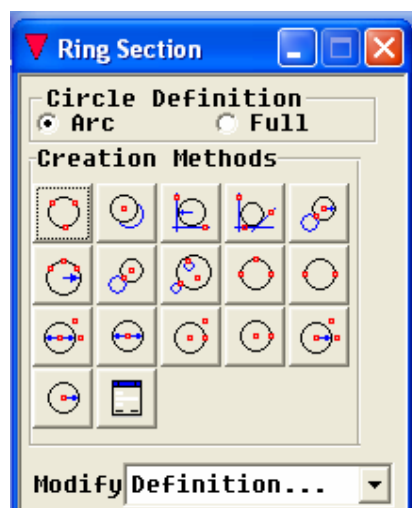 Ring Section
Circle Definition
Arc Full
Creation Methods
Modify Definition...